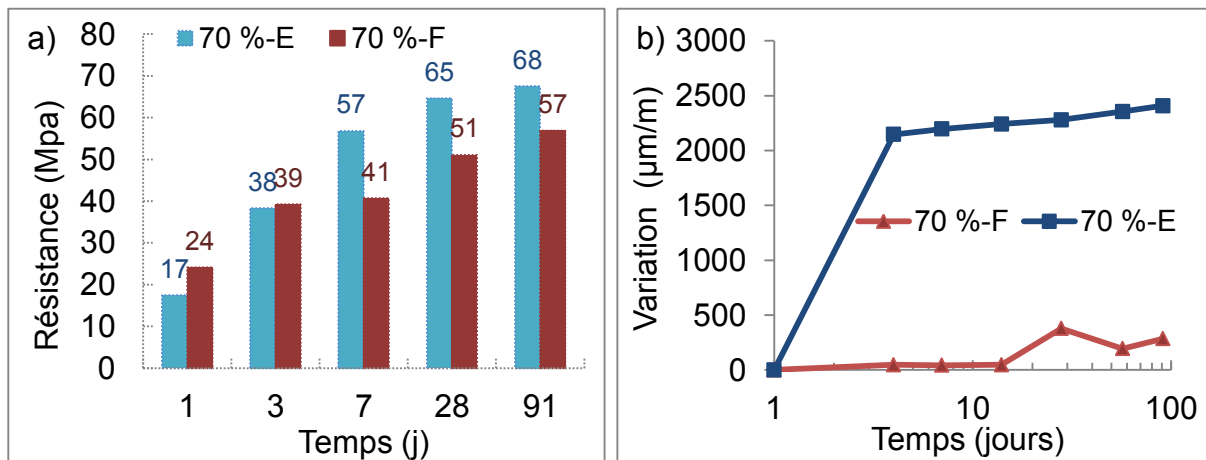 a)
70 %-E 70 %-F
Résistance (Mpa)
80
70
60
50
40
30
20
10
0
17
24
38
39
57
41
65
51
68
57
1 3 7 28 91
Temps (j)
b)
Variation (µm/m)
3000
2500
2000
1500
1000
500
0
70 %-F 70 %-E
1 10 100
Temps (jours)